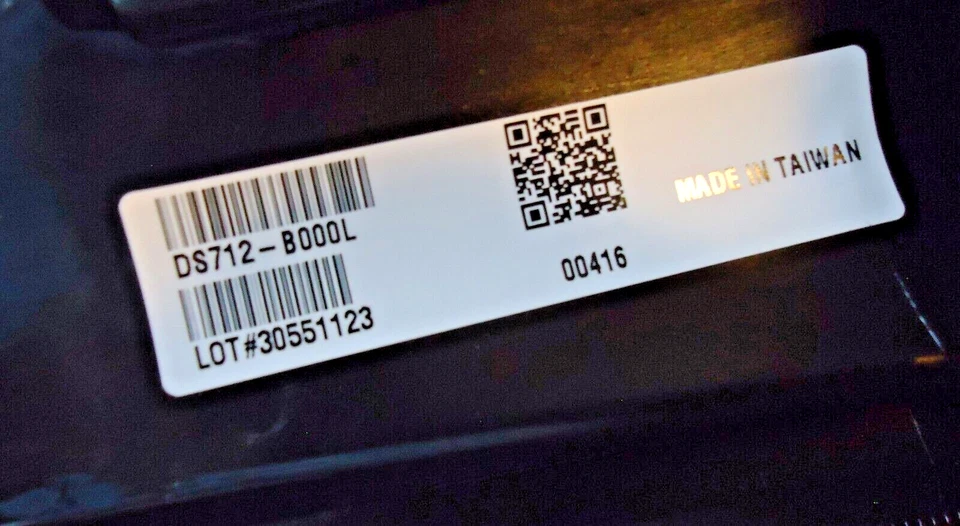 DS712-B000L
LOT#30551123
00416
MADE IN TAIWAN